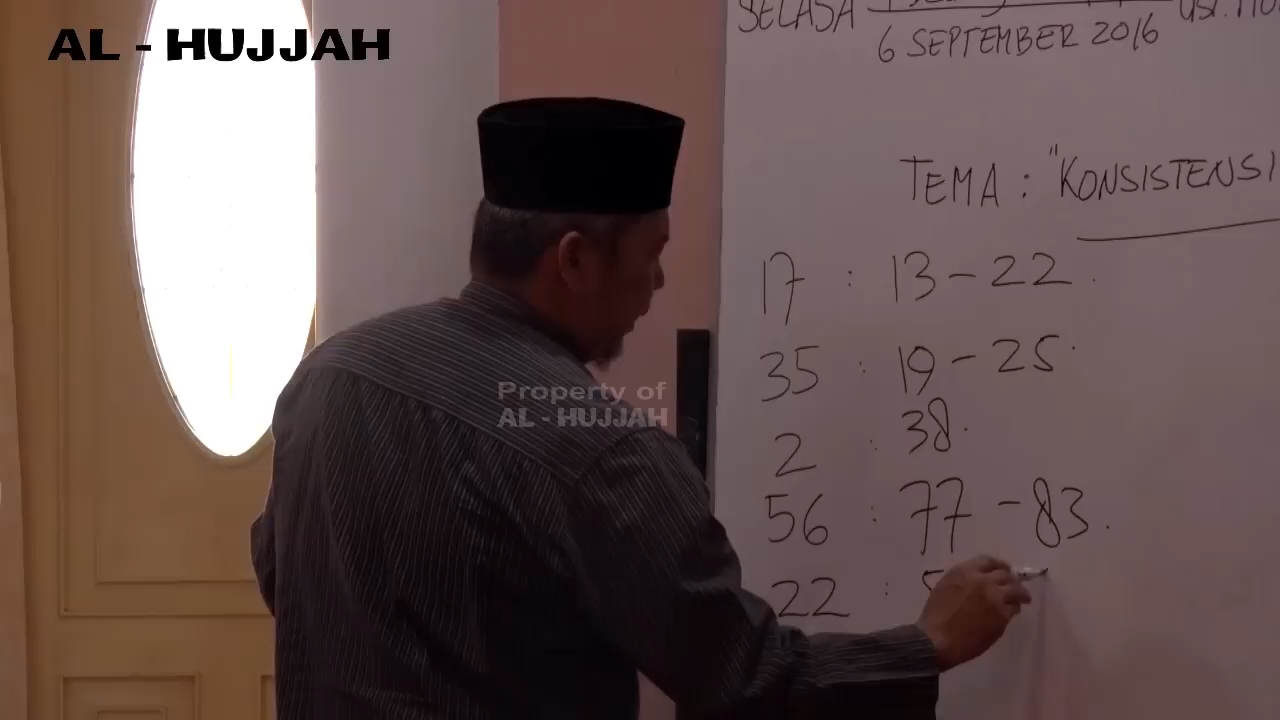 AL - HUJJAH
SELASA
6 SEPTEMBER 2016
TEMA : "KONSISTENSI
17 : 13 - 22.
35 : 19 - 25.
2 : 38.
56 : 77 - 83.
22 :
Property of
AL - HUJJAH